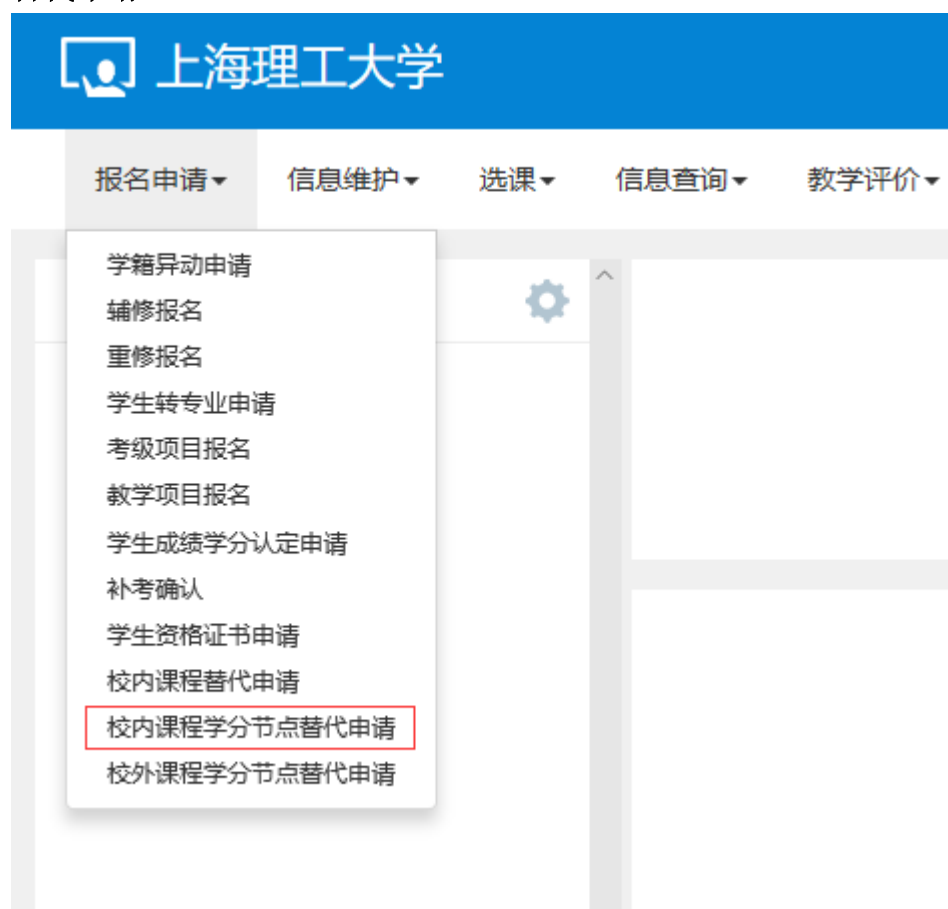 上海理工大学
报名申请 信息维护 选课 信息查询 教学评价
学籍异动申请
辅修报名
重修报名
学生转专业申请
考级项目报名
教学项目报名
学生成绩学分认定申请
补考确认
学生资格证书申请
校内课程替代申请
校内课程学分节点替代申请
校外课程学分节点替代申请